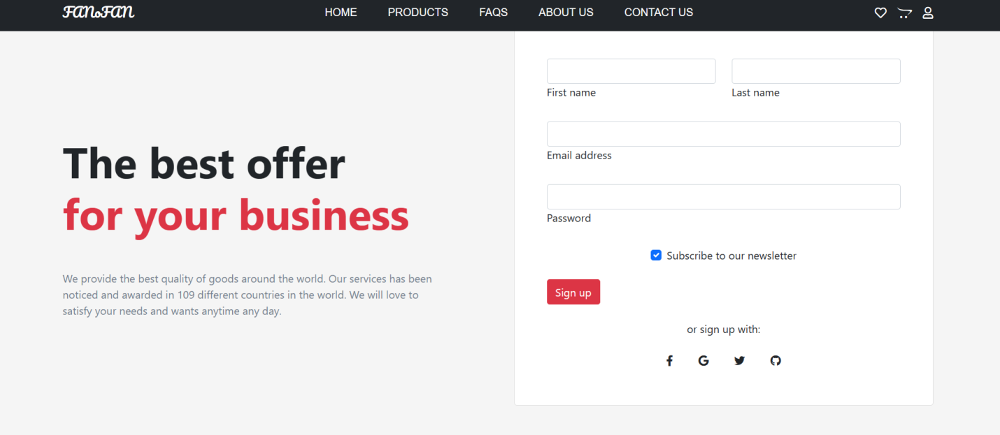 FANoFAN
HOME PRODUCTS FAQS ABOUT US CONTACT US
The best offer
for your business
We provide the best quality of goods around the world. Our services has been
noticed and awarded in 109 different countries in the world. We will love to
satisfy your needs and wants anytime any day.
First name Last name
Email address
Password
Subscribe to our newsletter
Sign up
or sign up with: